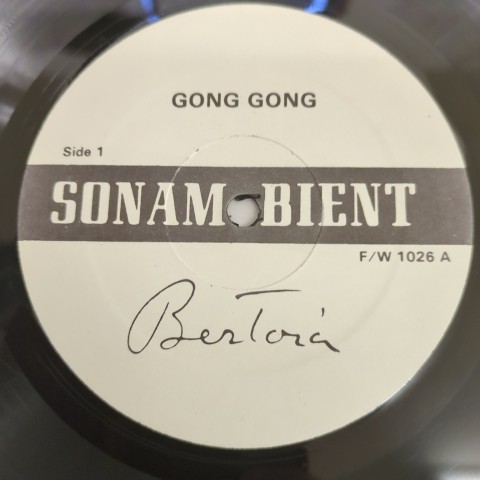 GONG GONG
Side 1
SONAMBIENT
F/W 1026 A
Bertoia